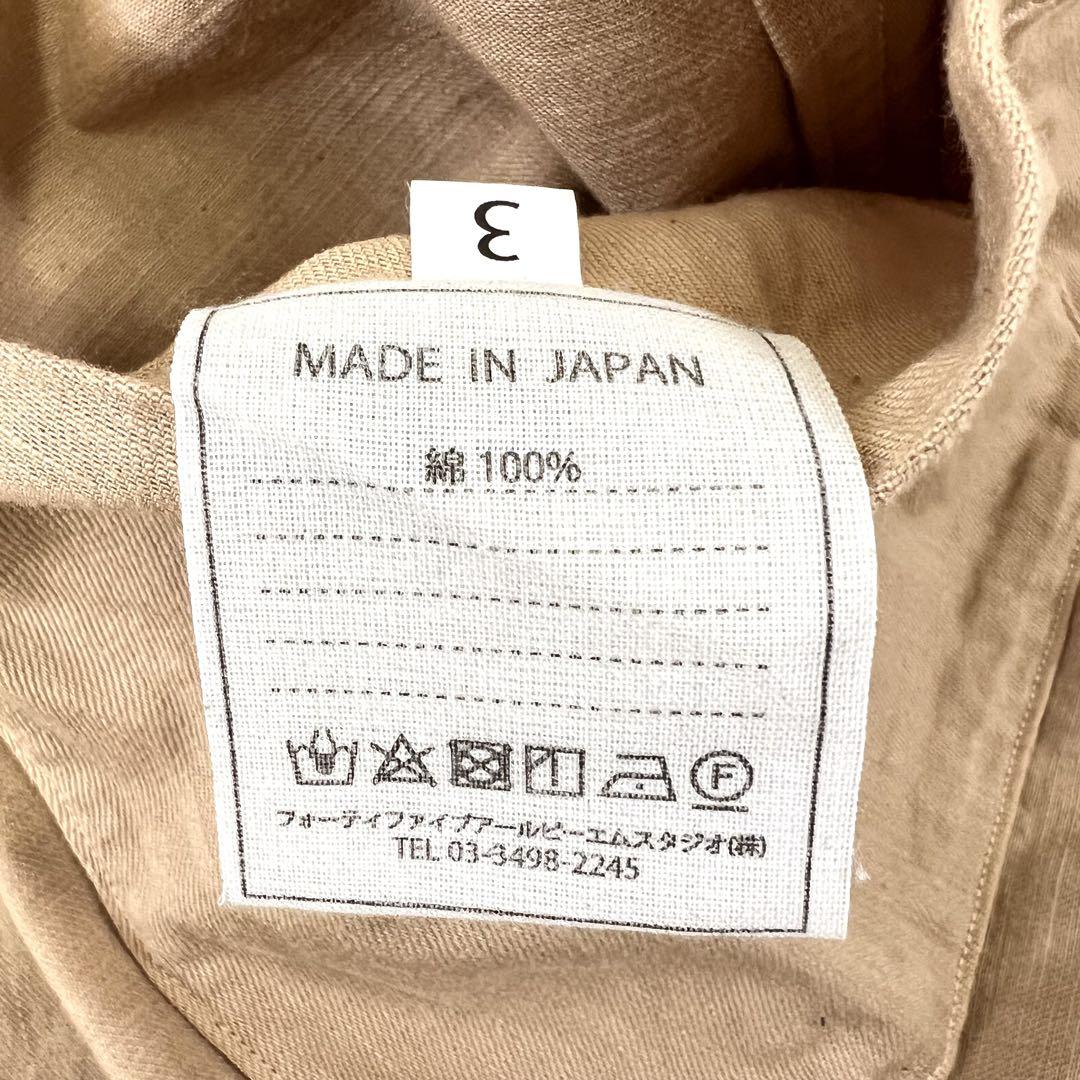 3
MADE IN JAPAN
綿 100%
F
フォーティファイブアールピーエムスタジオ(株)
TEL 03-3498-2245